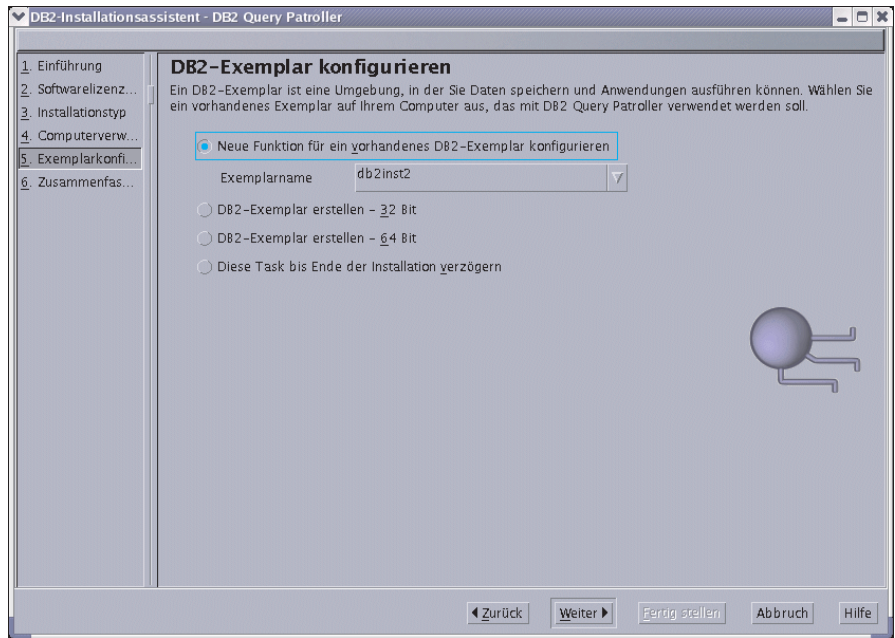 DB2-Installationsassistent - DB2 Query Patroller
1. Einführung
2. Softwarelizenz...
3. Installationstyp
4. Computerverw...
5. Exemplarkonfi...
6. Zusammenfas...
DB2-Exemplar konfigurieren
Ein DB2-Exemplar ist eine Umgebung, in der Sie Daten speichern und Anwendungen ausführen können. Wählen Sie
ein vorhandenes Exemplar auf Ihrem Computer aus, das mit DB2 Query Patroller verwendet werden soll.
Neue Funktion für ein vorhandenes DB2-Exemplar konfigurieren
Exemplarname db2inst2
DB2-Exemplar erstellen - 32 Bit
DB2-Exemplar erstellen - 64 Bit
Diese Task bis Ende der Installation verzögern
Zurück Weiter Fertig stellen Abbruch Hilfe